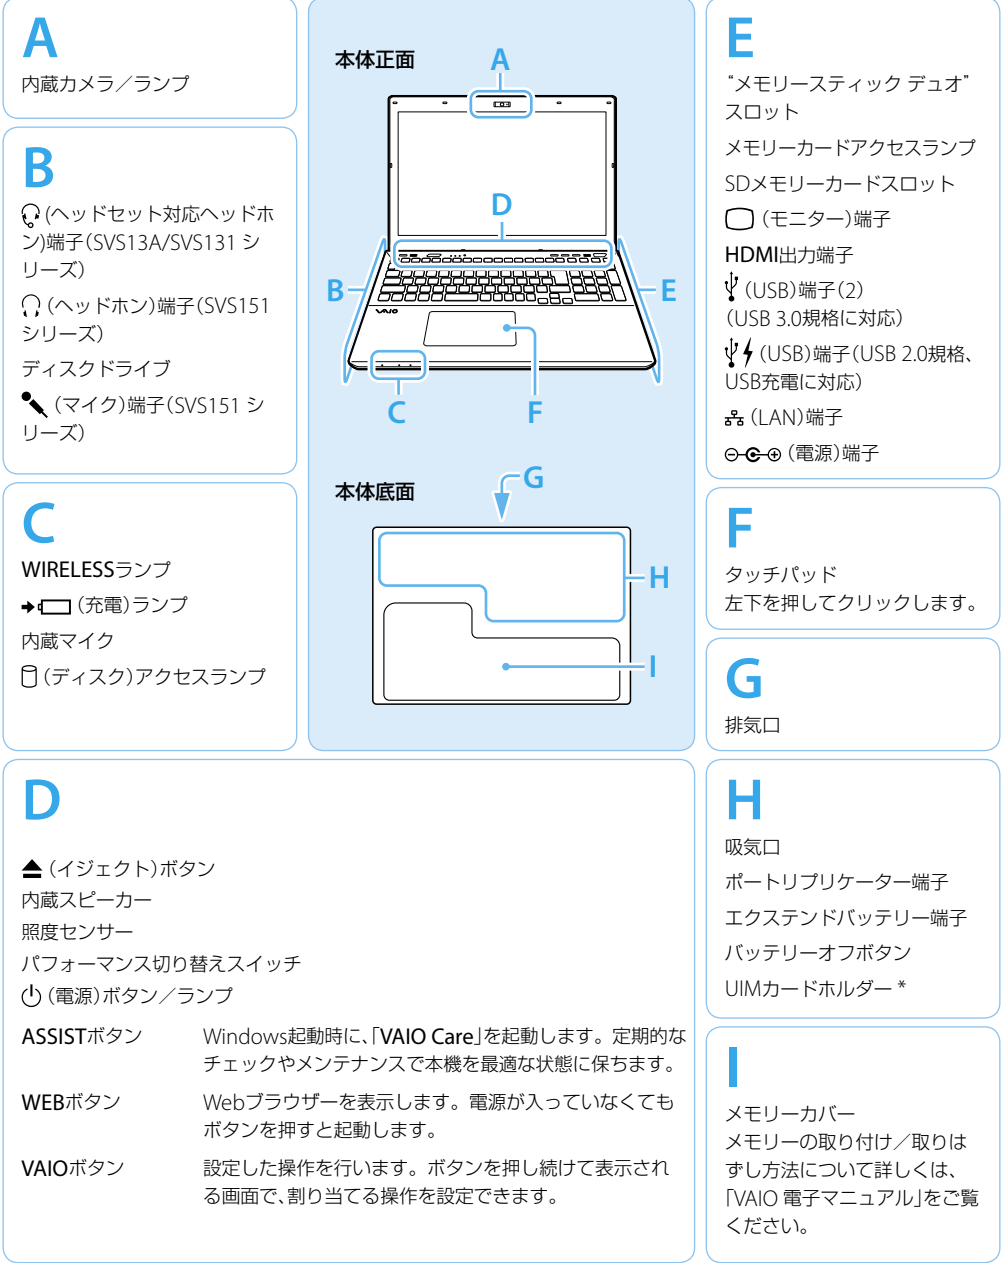 A
内蔵カメラ／ランプ
B
(ヘッドセット対応ヘッドホ
ン)端子(SVS13A/SVS131 シ
リーズ)
(ヘッドホン)端子(SVS151
シリーズ)
ディスクドライブ
(マイク)端子(SVS151 シ
リーズ)
C
WIRELESSランプ
(充電)ランプ
内蔵マイク
(ディスク)アクセスランプ
本体正面
A
D
B
E
VAIO
C
F
本体底面
G
H
I
E
“メモリースティック デュオ”
スロット
メモリーカードアクセスランプ
SDメモリーカードスロット
(モニター)端子
HDMI出力端子
(USB)端子(2)
(USB 3.0規格に対応)
(USB)端子(USB 2.0規格、
USB充電に対応)
(LAN)端子
(電源)端子
F
タッチパッド
左下を押してクリックします。
G
排気口
D
(イジェクト)ボタン
内蔵スピーカー
照度センサー
パフォーマンス切り替えスイッチ
(電源)ボタン／ランプ
ASSISTボタン Windows起動時に、「VAIO Care」を起動します。定期的な
チェックやメンテナンスで本機を最適な状態に保ちます。
WEBボタン Webブラウザーを表示します。電源が入っていなくても
ボタンを押すと起動します。
VAIOボタン 設定した操作を行います。ボタンを押し続けて表示され
る画面で、割り当てる操作を設定できます。
H
吸気口
ポートリプリケーター端子
エクステンドバッテリー端子
バッテリーオフボタン
UIMカードホルダー *
I
メモリーカバー
メモリーの取り付け／取りは
ずし方法について詳しくは、
「VAIO 電子マニュアル」をご覧
ください。